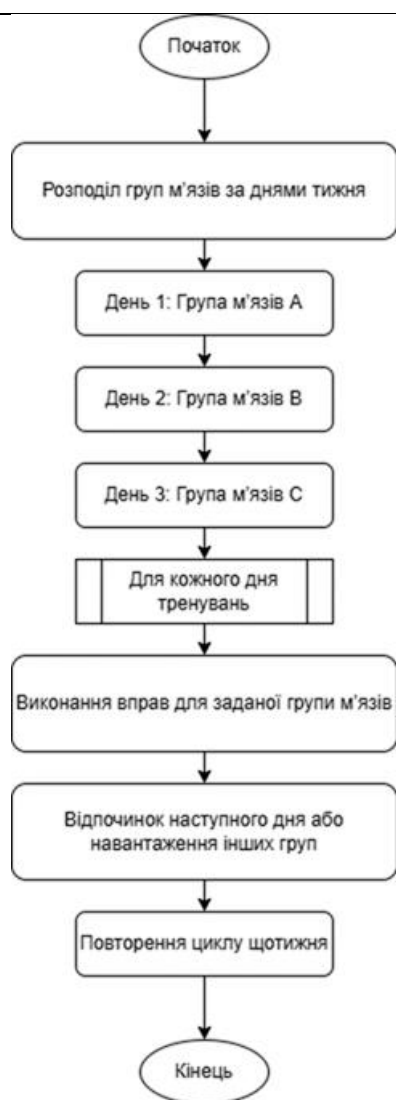 Початок
Розподіл груп м'язів за днями тижня
День 1: Група м'язів А
День 2: Група м'язів В
День 3: Група м'язів С
Для кожного дня
тренувань
Виконання вправ для заданої групи м'язів
Відпочинок наступного дня або
навантаження інших груп
Повторення циклу щотижня
Кінець